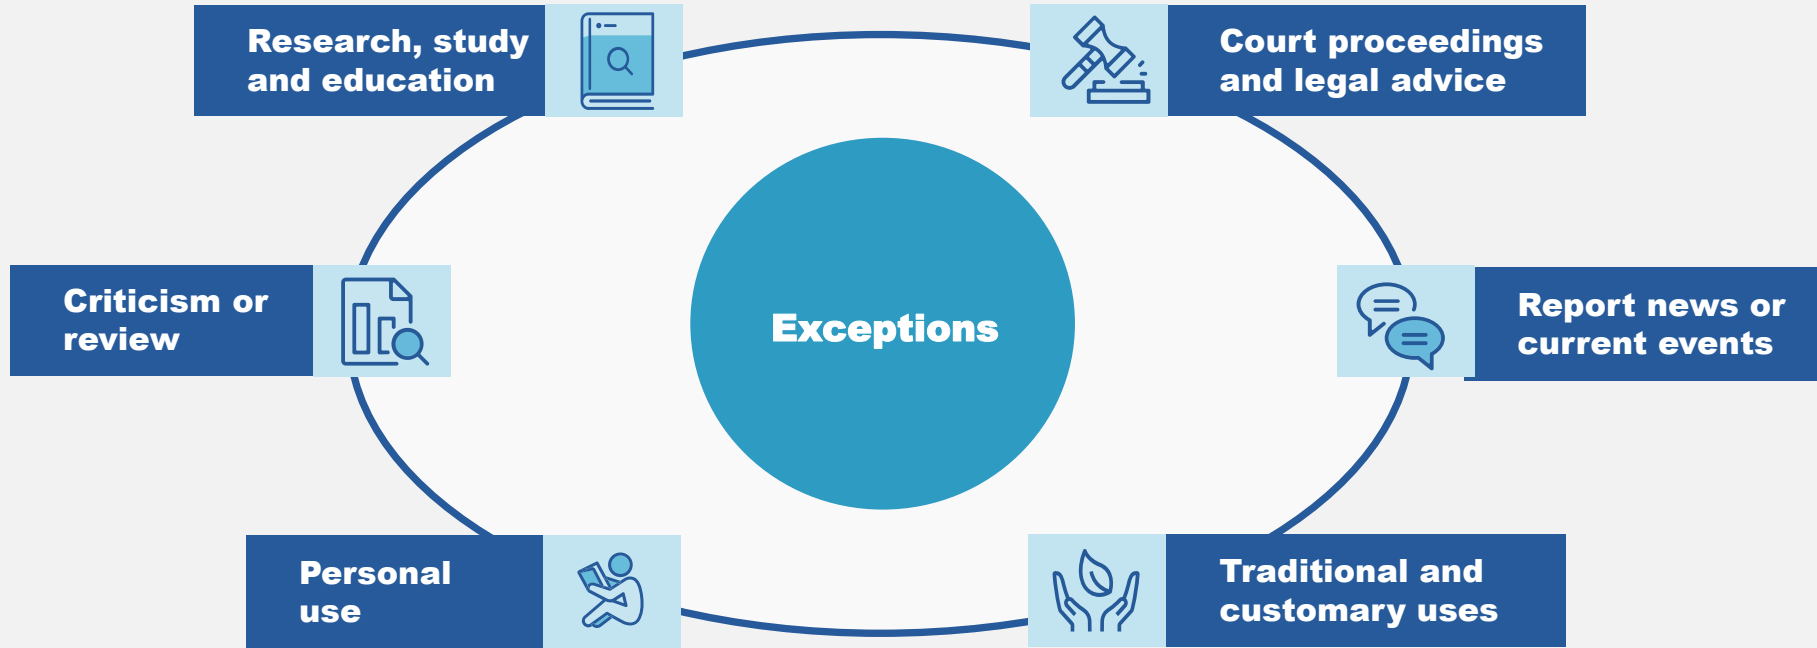 Research, study
and education
Court proceedings
and legal advice
Criticism or
review
Exceptions
Report news or
current events
Personal
use
Traditional and
customary uses